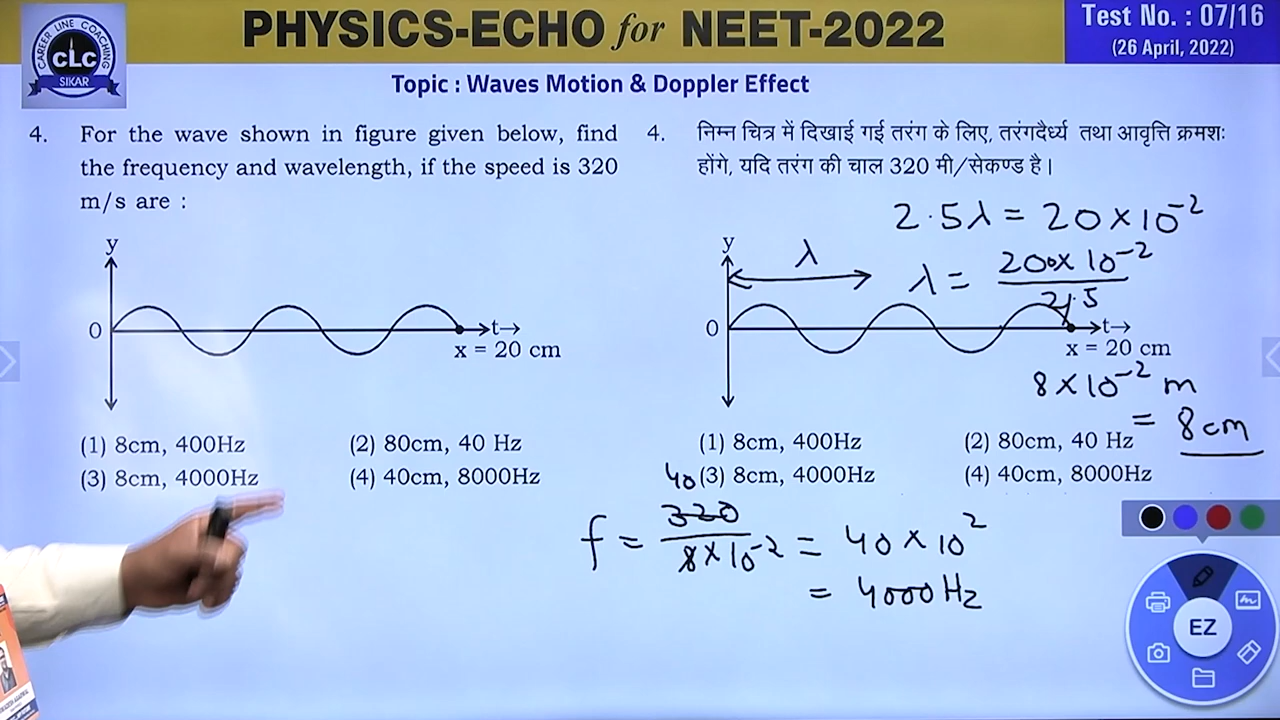 CAREER LINE COACHING
CLC
SIKAR
PHYSICS-ECHO for NEET-2022
Test No. : 07/16
(26 April, 2022)
Topic : Waves Motion & Doppler Effect
4. For the wave shown in figure given below, find
the frequency and wavelength, if the speed is 320
m/s are :
y
0
t→
x = 20 cm
(1) 8cm, 400Hz (2) 80cm, 40 Hz
(3) 8cm, 4000Hz (4) 40cm, 8000Hz
4. निम्न चित्र में दिखाई गई तरंग के लिए, तरंगदैर्ध्य तथा आवृत्ति क्रमशः
होंगे, यदि तरंग की चाल 320 मी/सेकण्ड है।
2.5λ = 20×10⁻²
λ
λ = 200×10⁻²
2.5
y
0
t→
x = 20 cm
8×10⁻² m
= 8cm
(1) 8cm, 400Hz (2) 80cm, 40 Hz
(3) 8cm, 4000Hz (4) 40cm, 8000Hz
40
f = 320 / 8×10⁻² = 40×10²
= 4000Hz
EZ